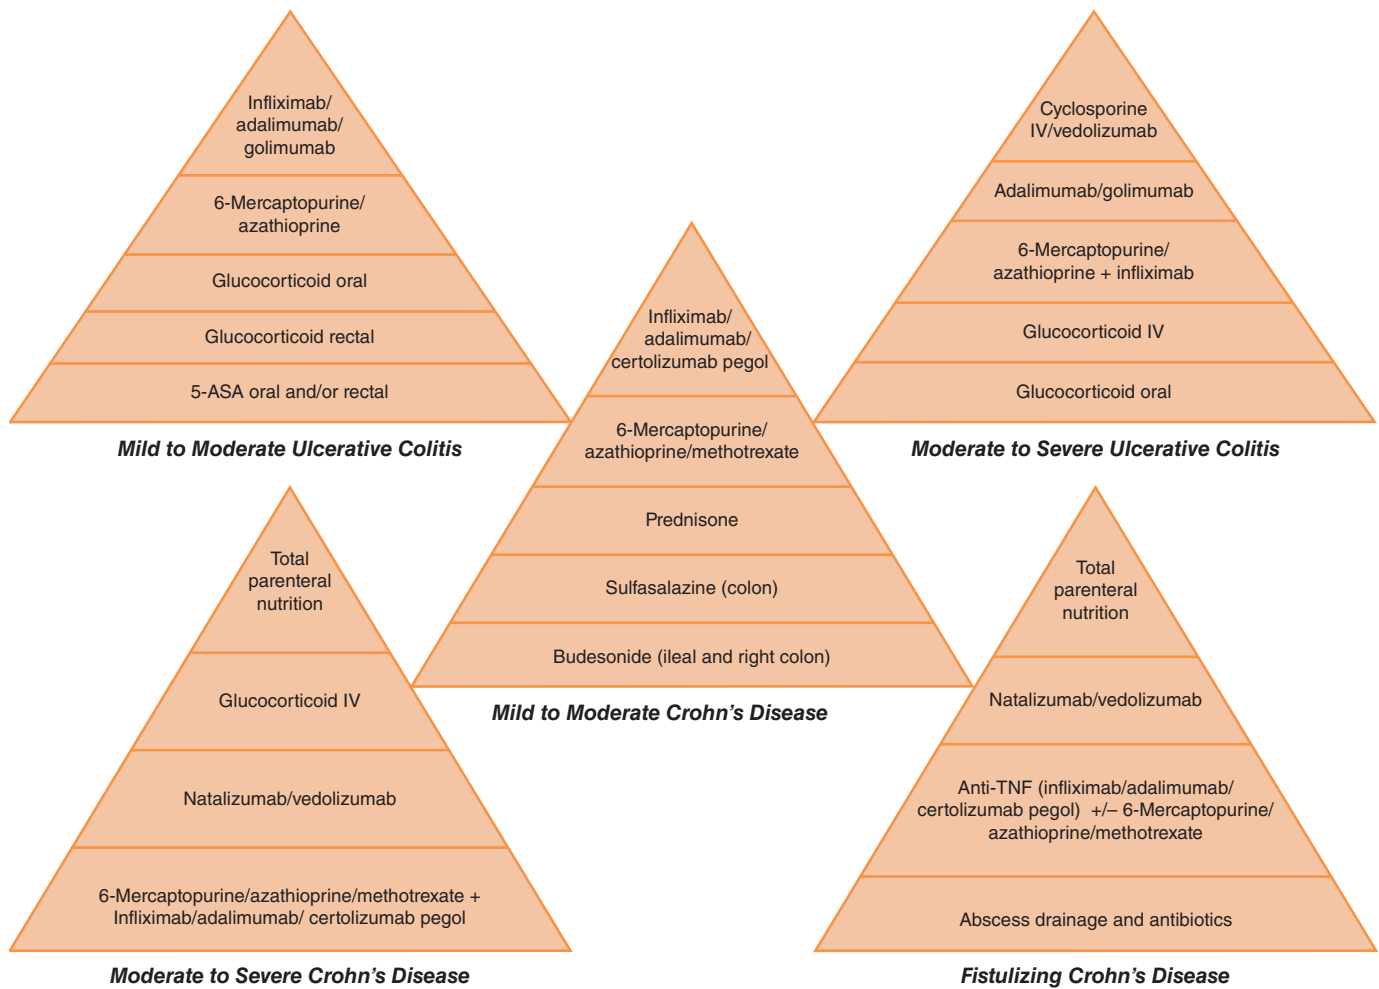 Infliximab/
adalimumab/
golimumab
6-Mercaptopurine/
azathioprine
Glucocorticoid oral
Glucocorticoid rectal
5-ASA oral and/or rectal
Mild to Moderate Ulcerative Colitis
Cyclosporine
IV/vedolizumab
Adalimumab/golimumab
6-Mercaptopurine/
azathioprine + infliximab
Glucocorticoid IV
Glucocorticoid oral
Moderate to Severe Ulcerative Colitis
Infliximab/
adalimumab/
certolizumab pegol
6-Mercaptopurine/
azathioprine/methotrexate
Prednisone
Sulfasalazine (colon)
Budesonide (ileal and right colon)
Mild to Moderate Crohn’s Disease
Total
parenteral
nutrition
Glucocorticoid IV
Natalizumab/vedolizumab
6-Mercaptopurine/azathioprine/methotrexate +
Infliximab/adalimumab/ certolizumab pegol
Moderate to Severe Crohn’s Disease
Total
parenteral
nutrition
Natalizumab/vedolizumab
Anti-TNF (infliximab/adalimumab/
certolizumab pegol) +/– 6-Mercaptopurine/
azathioprine/methotrexate
Abscess drainage and antibiotics
Fistulizing Crohn’s Disease